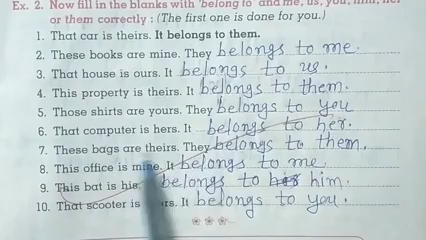 Ex. 2. Now fill in the blanks with 'belong to' and me, us, you, him, her
or them correctly : (The first one is done for you.)
1. That car is theirs. It belongs to them.
2. These books are mine. They belongs to me.
3. That house is ours. It belongs to us.
4. This property is theirs. It belongs to them.
5. Those shirts are yours. They belongs to you
6. That computer is hers. It belongs to her.
7. These bags are theirs. They belongs to them.
8. This office is mine. It belongs to me.
9. This bat is his. belongs to him.
10. That scooter is It belongs to you.